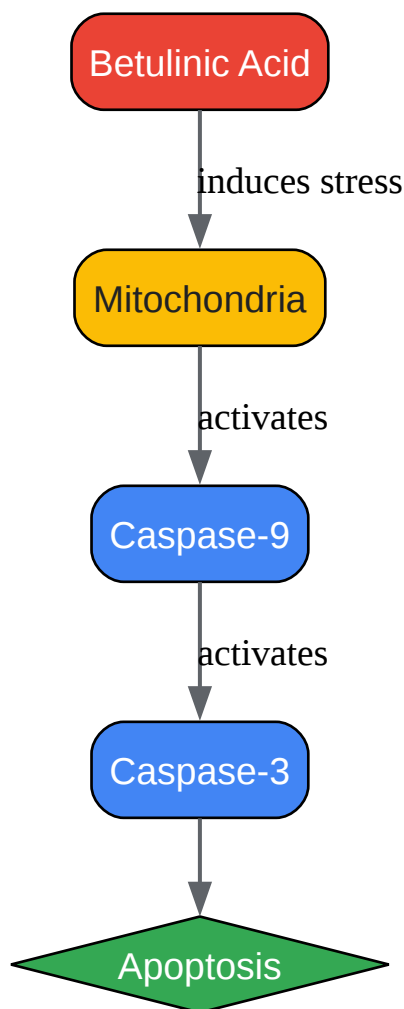 Betulinic Acid
induces stress
Mitochondria
activates
Caspase-9
activates
Caspase-3
Apoptosis